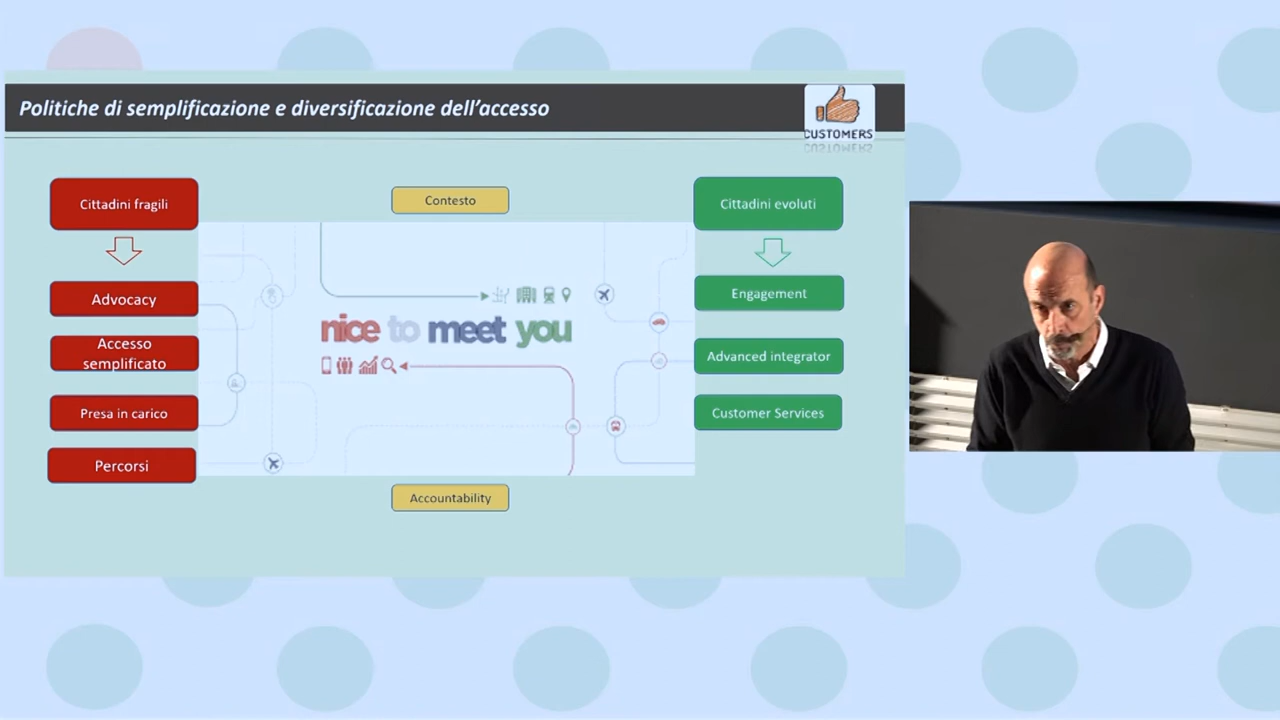 Politiche di semplificazione e diversificazione dell'accesso
CUSTOMERS
Cittadini fragili
Advocacy
Accesso
semplificato
Presa in carico
Percorsi
Contesto
nice to meet you
Accountability
Cittadini evoluti
Engagement
Advanced integrator
Customer Services